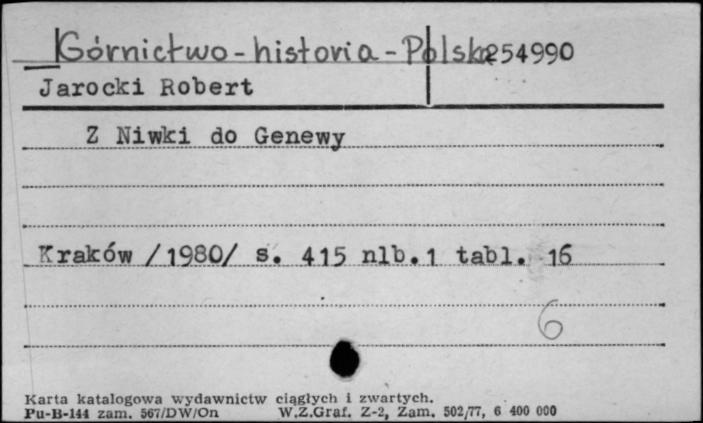 Górnictwo - historia - Polska 254990
Jarocki Robert
Z Niwki do Genewy
Kraków /1980/ s. 415 nlb.1 tabl. 16
6
Karta katalogowa wydawnictw ciągłych i zwartych.
Pu-B-144 zam. 567/DW/On W.Z.Graf. Z-2, Zam. 502/77, 6 400 000